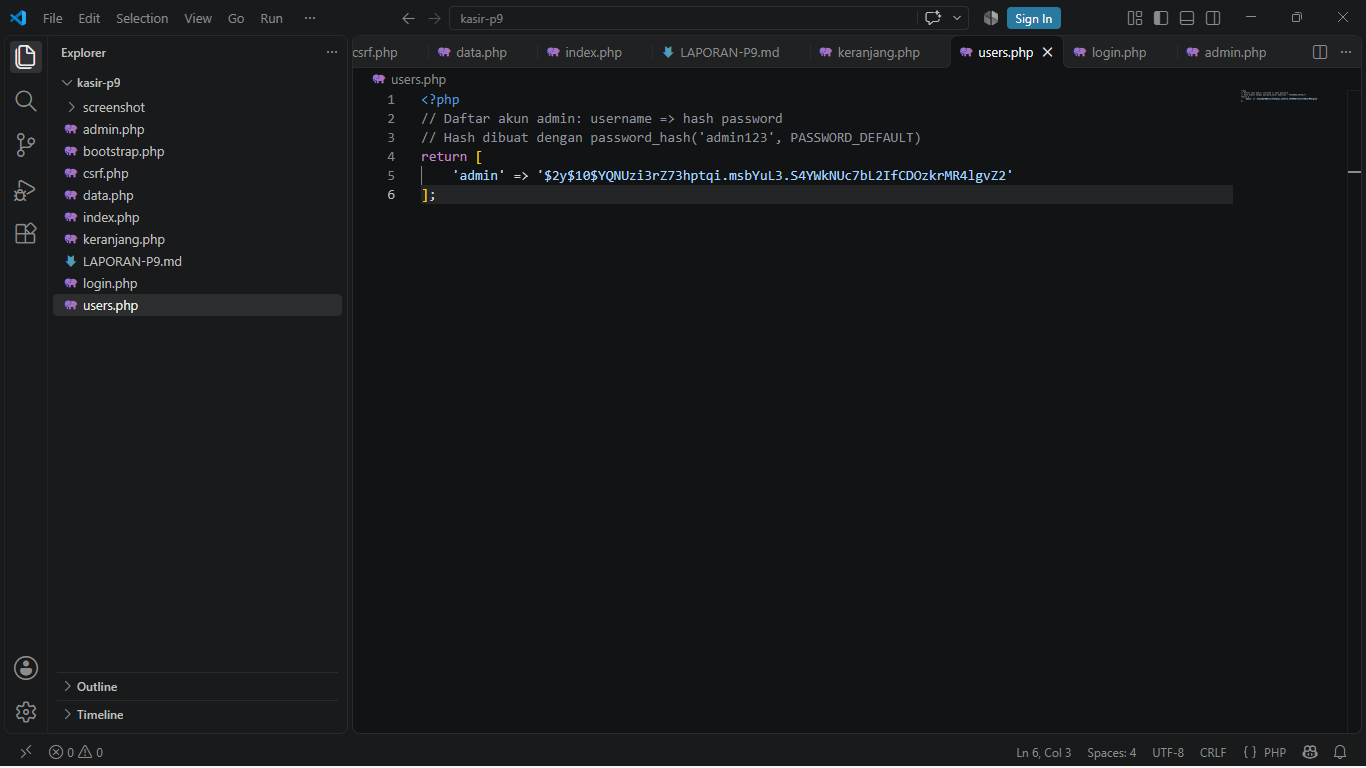 File Edit Selection View Go Run ··· kasir-p9 Sign In
Explorer ···
csrf.php data.php index.php LAPORAN-P9.md keranjang.php users.php login.php admin.php ···
kasir-p9
screenshot
admin.php
bootstrap.php
csrf.php
data.php
index.php
keranjang.php
LAPORAN-P9.md
login.php
users.php
Outline
Timeline
users.php
1 <?php
2 // Daftar akun admin: username => hash password
3 // Hash dibuat dengan password_hash('admin123', PASSWORD_DEFAULT)
4 return [
5 'admin' => '$2y$10$YQNUzi3rZ73hptqi.msbYuL3.S4YWkNUc7bL2IfCDOzkrMR4lgvZ2'
6 ];
0 0 Ln 6, Col 3 Spaces: 4 UTF-8 CRLF { } PHP